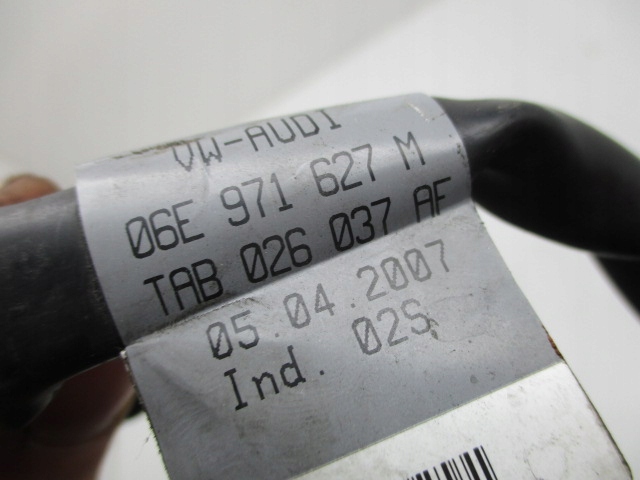 VW-AUDI
06E 971 627 M
TAB 026 037 AF
05.04.2007
Ind. 02S